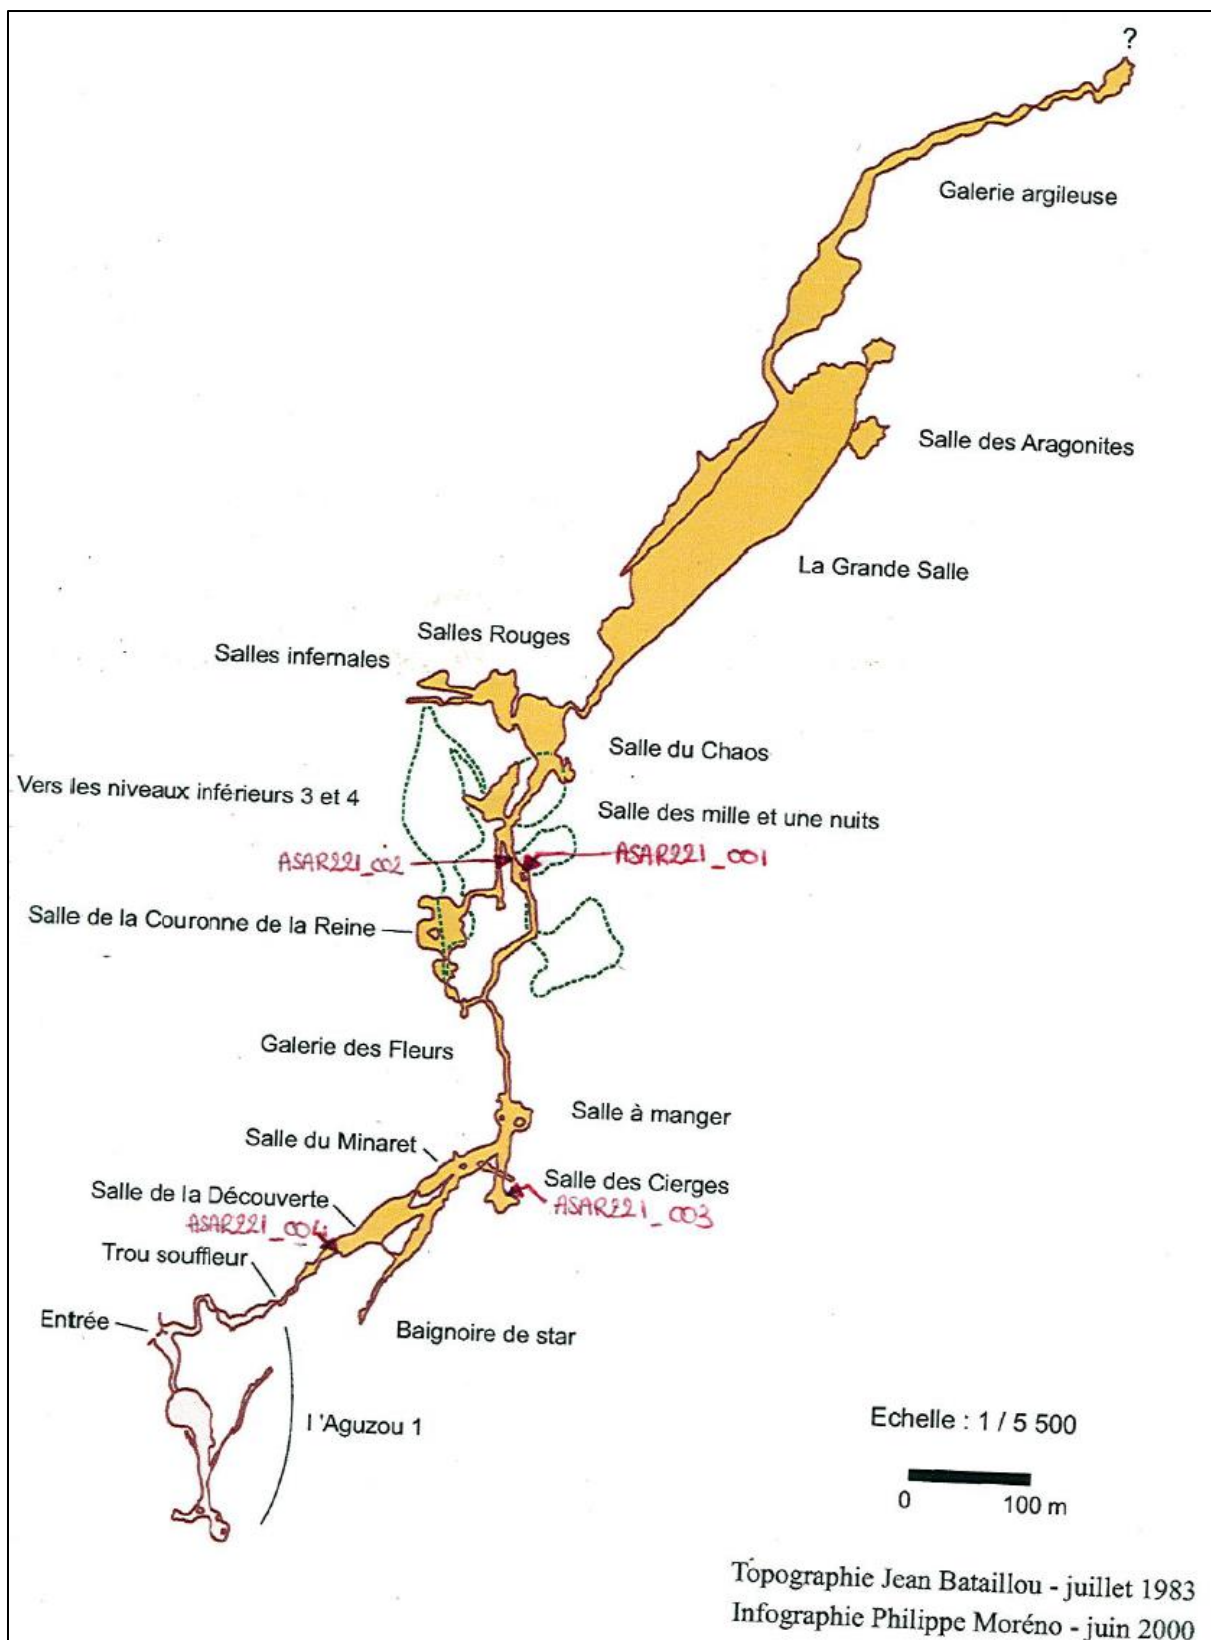 ?
Galerie argileuse
Salle des Aragonites
La Grande Salle
Salles Rouges
Salles infernales
Salle du Chaos
Vers les niveaux inférieurs 3 et 4
Salle des mille et une nuits
ASAR221_002
ASAR221_001
Salle de la Couronne de la Reine
Galerie des Fleurs
Salle à manger
Salle du Minaret
Salle des Cierges
Salle de la Découverte
ASAR221_003
ASAR221_004
Trou souffleur
Entrée
Baignoire de star
l'Aguzou 1
Echelle : 1 / 5 500
0 100 m
Topographie Jean Bataillou - juillet 1983
Infographie Philippe Moréno - juin 2000